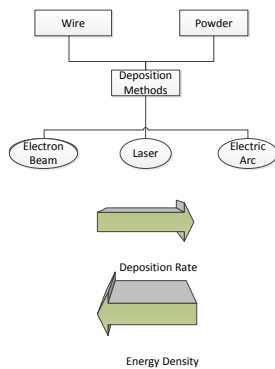 Wire
Powder
Deposition
Methods
Electron
Beam
Laser
Electric
Arc
Deposition Rate
Energy Density